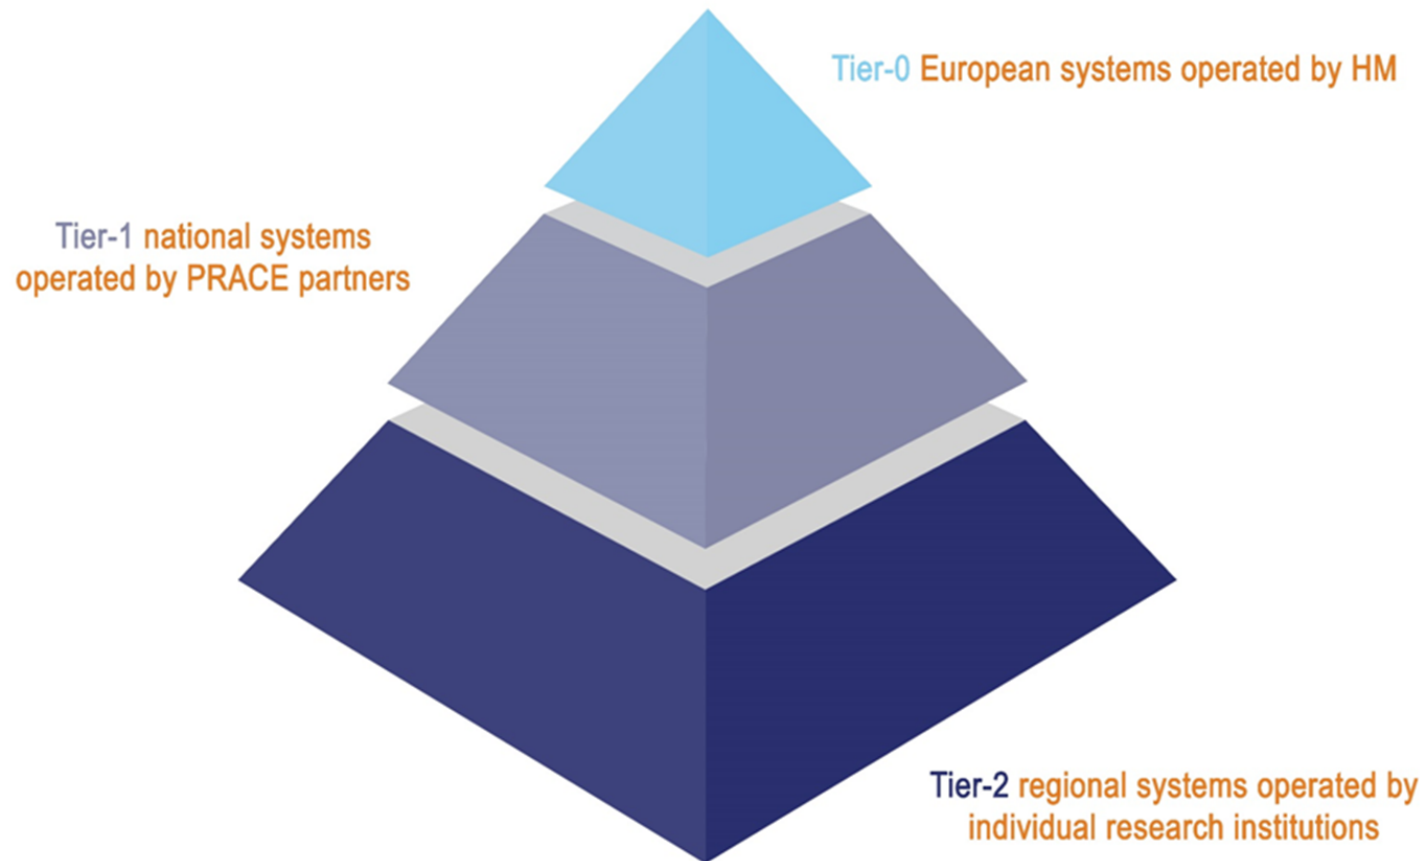 Tier-0 European systems operated by HM
Tier-1 national systems
operated by PRACE partners
Tier-2 regional systems operated by
individual research institutions